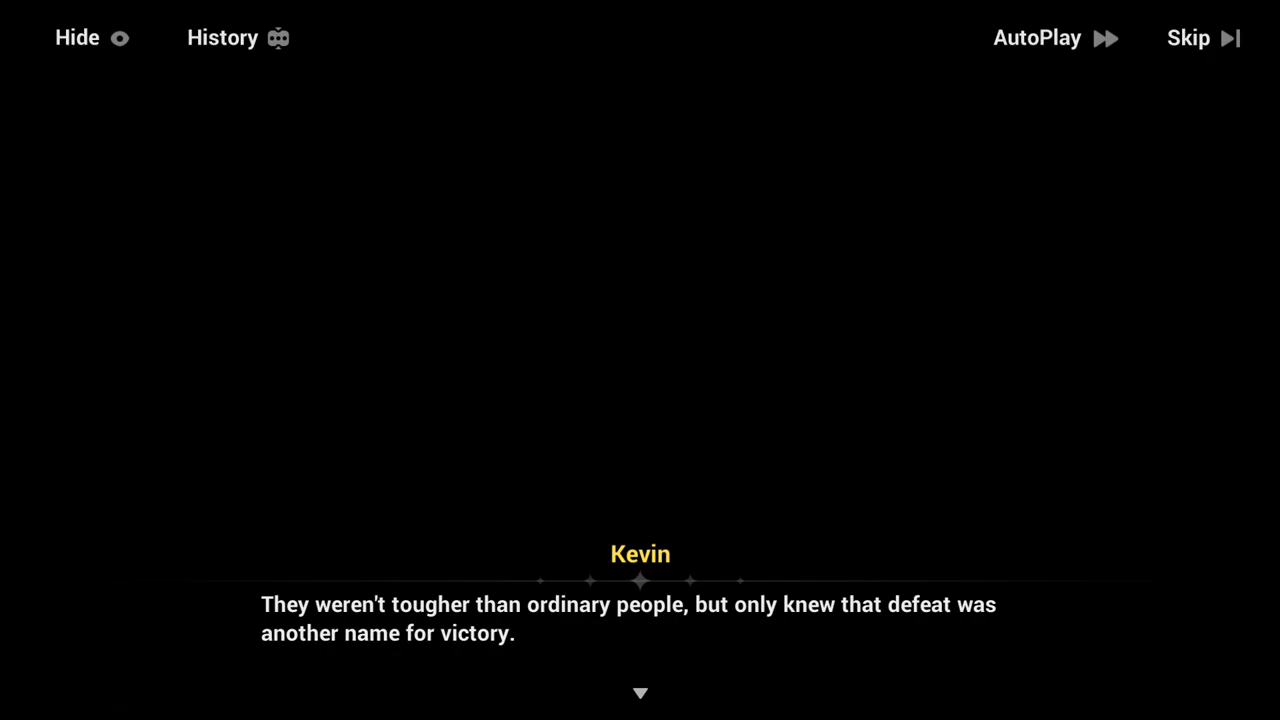 Hide
History
AutoPlay
Skip
Kevin
They weren't tougher than ordinary people, but only knew that defeat was
another name for victory.